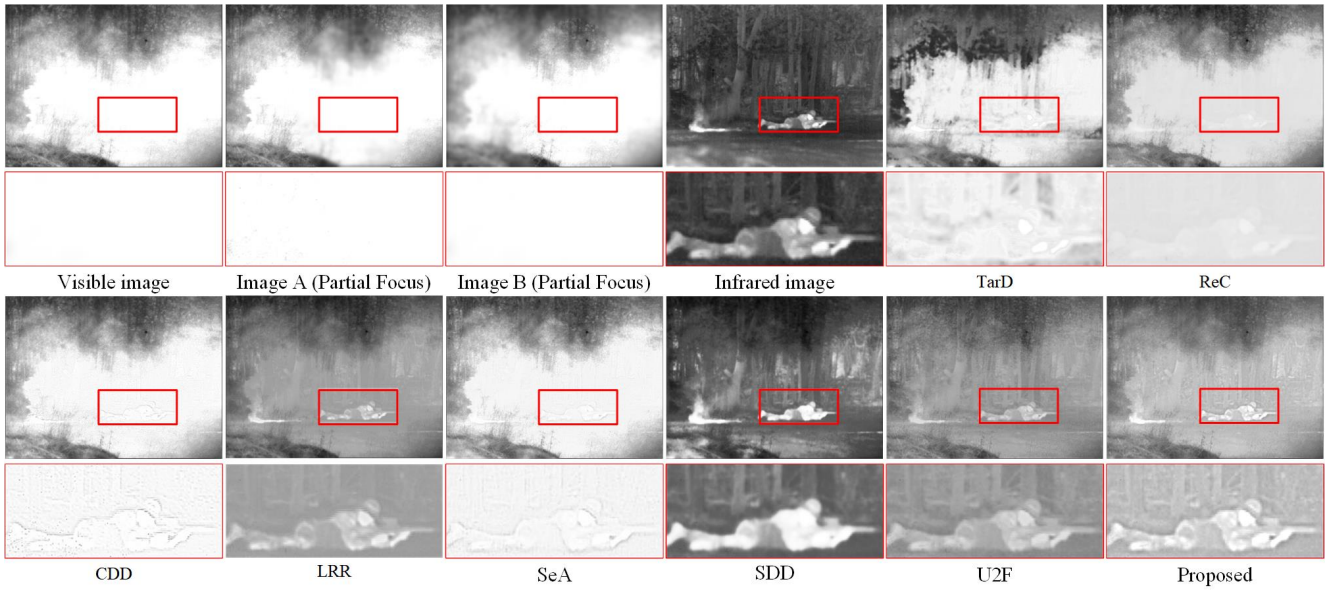 Visible image
Image A (Partial Focus)
Image B (Partial Focus)
Infrared image
TarD
ReC
CDD
LRR
SeA
SDD
U2F
Proposed